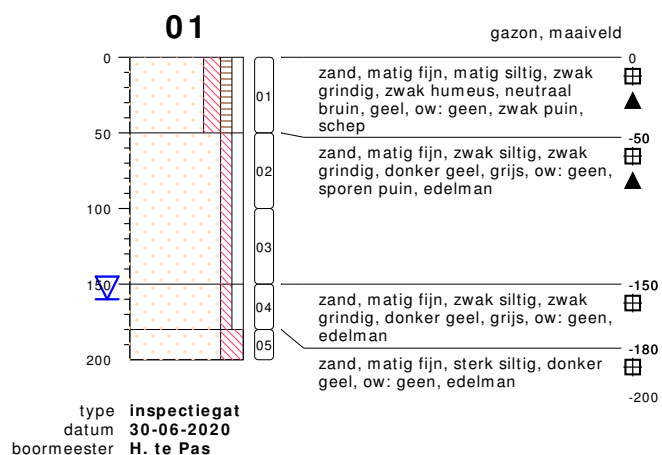 01
gazon, maaiveld
0
50
100
150
200
01
02
03
04
05
0
zand, matig fijn, matig siltig, zwak
grindig, zwak humeus, neutraal
bruin, geel, ow: geen, zwak puin,
schep
-50
zand, matig fijn, zwak siltig, zwak
grindig, donker geel, grijs, ow: geen,
sporen puin, edelman
-150
zand, matig fijn, zwak siltig, zwak
grindig, donker geel, grijs, ow: geen,
edelman
-180
zand, matig fijn, sterk siltig, donker
geel, ow: geen, edelman
-200
type inspectiegat
datum 30-06-2020
boormeester H. te Pas